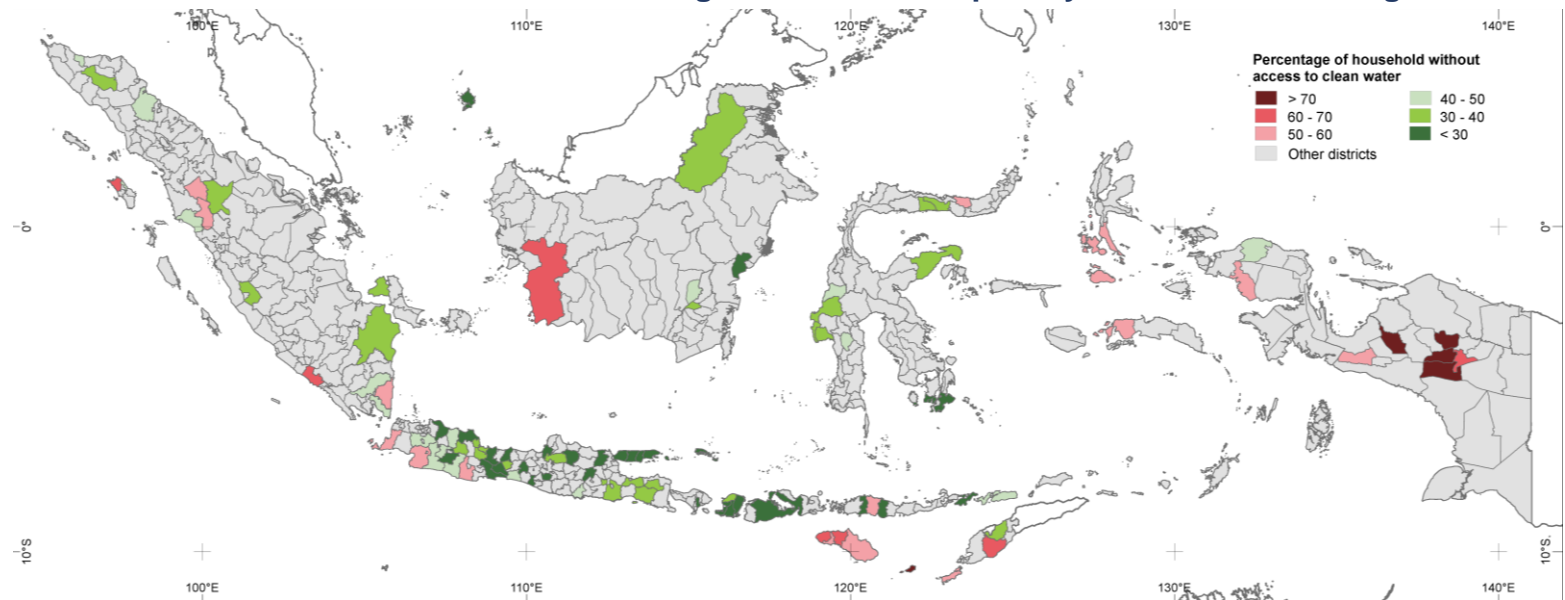 100°E
110°E
120°E
130°E
140°E
Percentage of household without
access to clean water
> 70
60 - 70
50 - 60
Other districts
40 - 50
30 - 40
< 30
0°
0°
10°S
10°S.
100°E
110°E
120°E
130°E
140°E